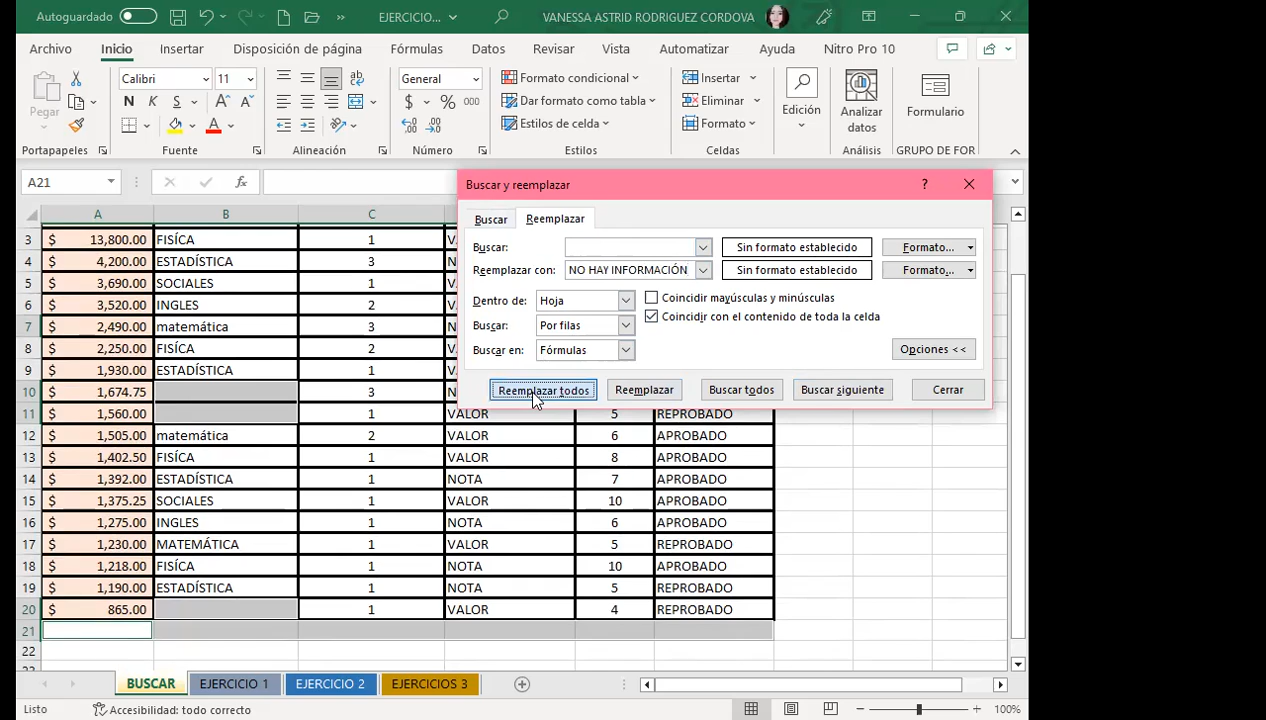 Autoguardado
EJERCICIO...
VANESSA ASTRID RODRIGUEZ CORDOVA
Archivo Inicio Insertar Disposición de página Fórmulas Datos Revisar Vista Automatizar Ayuda Nitro Pro 10
Pegar
Calibri 11
N K S
General
$ % 000
Formato condicional
Dar formato como tabla
Estilos de celda
Insertar
Eliminar
Formato
Edición
Analizar datos
Formulario
Portapapeles Fuente Alineación Número Estilos Celdas Análisis GRUPO DE FOR
A21 fx
Buscar y reemplazar ?
Buscar Reemplazar
Buscar: Sin formato establecido Formato...
Reemplazar con: NO HAY INFORMACIÓN Sin formato establecido Formato...
Dentro de: Hoja Coincidir mayúsculas y minúsculas
Buscar: Por filas Coincidir con el contenido de toda la celda
Buscar en: Fórmulas Opciones <<
Reemplazar todos Reemplazar Buscar todos Buscar siguiente Cerrar
A B C
3 $ 13,800.00 FISÍCA 1
4 $ 4,200.00 ESTADÍSTICA 3
5 $ 3,690.00 SOCIALES 1
6 $ 3,520.00 INGLES 2
7 $ 2,490.00 matemática 3
8 $ 2,250.00 FISÍCA 2
9 $ 1,930.00 ESTADÍSTICA 1
10 $ 1,674.75 3
11 $ 1,560.00 1 VALOR 5 REPROBADO
12 $ 1,505.00 matemática 2 VALOR 6 APROBADO
13 $ 1,402.50 FISÍCA 1 VALOR 8 APROBADO
14 $ 1,392.00 ESTADÍSTICA 1 NOTA 7 APROBADO
15 $ 1,375.25 SOCIALES 1 VALOR 10 APROBADO
16 $ 1,275.00 INGLES 1 NOTA 6 APROBADO
17 $ 1,230.00 MATEMÁTICA 1 VALOR 5 REPROBADO
18 $ 1,218.00 FISÍCA 1 NOTA 10 APROBADO
19 $ 1,190.00 ESTADÍSTICA 1 NOTA 5 REPROBADO
20 $ 865.00 1 VALOR 4 REPROBADO
21
22
BUSCAR EJERCICIO 1 EJERCICIO 2 EJERCICIOS 3
Listo Accesibilidad: todo correcto 100%